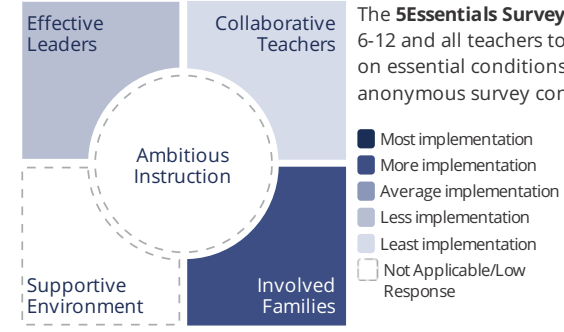 Effective
Leaders
Collaborative
Teachers
Ambitious
Instruction
Supportive
Environment
Involved
Families
The 5Essentials Survey
6-12 and all teachers to
on essential conditions
anonymous survey con
Most implementation
More implementation
Average implementation
Less implementation
Least implementation
Not Applicable/Low
Response